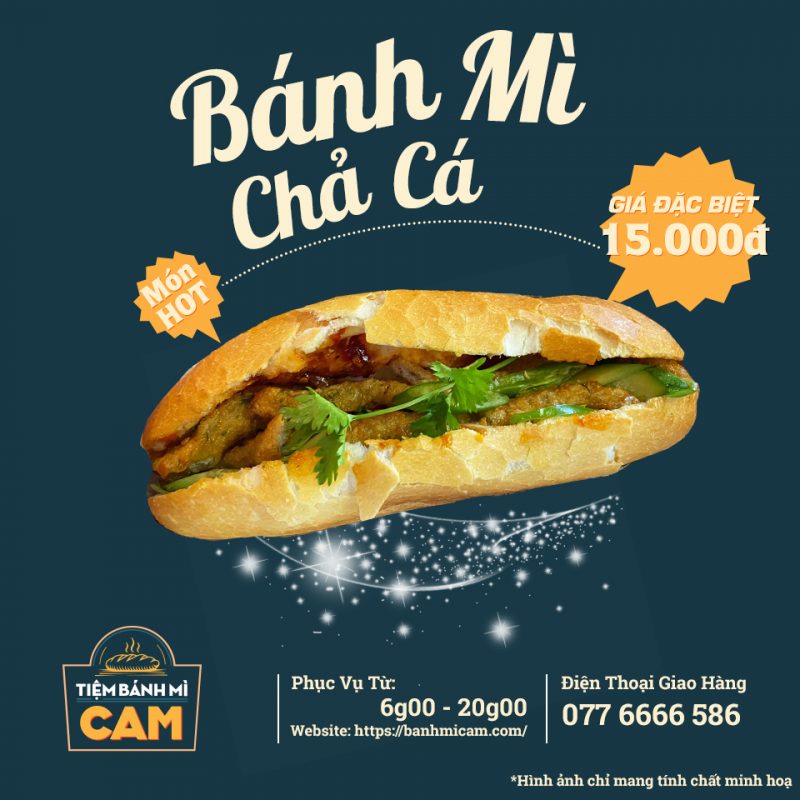 Bánh Mì
Chả Cá
GIÁ ĐẶC BIỆT
15.000đ
Món
HOT
TIỆM BÁNH MÌ
CAM
Phục Vụ Từ:
6g00 - 20g00
Website: https://banhmicam.com/
Điện Thoại Giao Hàng
077 6666 586
*Hình ảnh chỉ mang tính chất minh hoạ